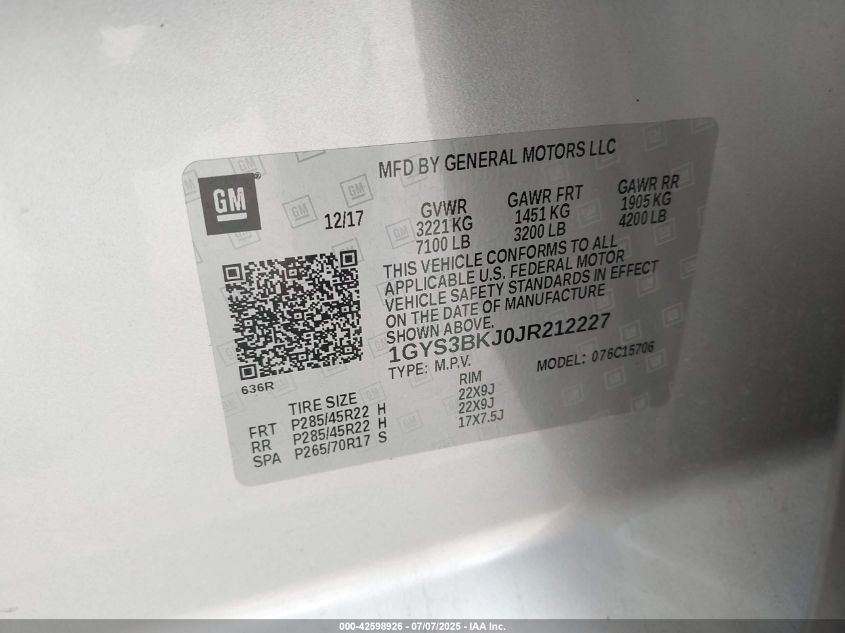 MFD BY GENERAL MOTORS LLC
GM®
12/17
GVWR
3221 KG
7100 LB
GAWR FRT
1451 KG
3200 LB
GAWR RR
1905 KG
4200 LB
THIS VEHICLE CONFORMS TO ALL
APPLICABLE U.S. FEDERAL MOTOR
VEHICLE SAFETY STANDARDS IN EFFECT
ON THE DATE OF MANUFACTURE
SHOWN ABOVE.
1GYS3BKJ0JR212227
TYPE: M.P.V.
MODEL: 076C15706
636R
TIRE SIZE RIM
FRT P285/45R22 H 22X9J
RR P285/45R22 H 22X9J
SPA P265/70R17 S 17X7.5J
000-42598926 - 07/07/2025 - IAA Inc.